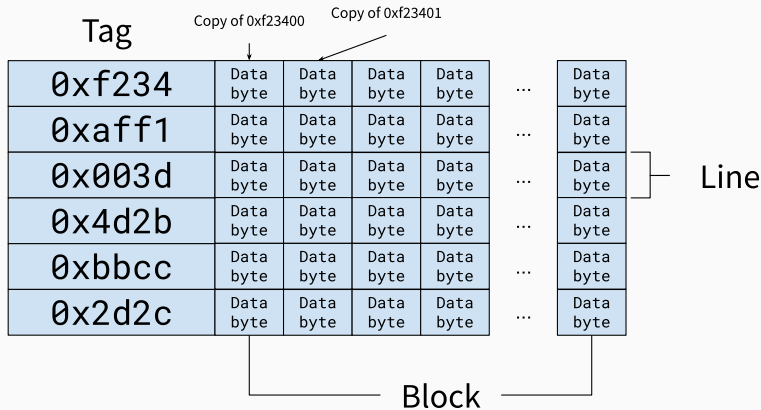 Tag
Copy of 0xf23400
Copy of 0xf23401
0xf234 Data byte Data byte Data byte Data byte ... Data byte
0xaff1 Data byte Data byte Data byte Data byte ... Data byte
0x003d Data byte Data byte Data byte Data byte ... Data byte
Line
0x4d2b Data byte Data byte Data byte Data byte ... Data byte
0xbbcc Data byte Data byte Data byte Data byte ... Data byte
0x2d2c Data byte Data byte Data byte Data byte ... Data byte
Block